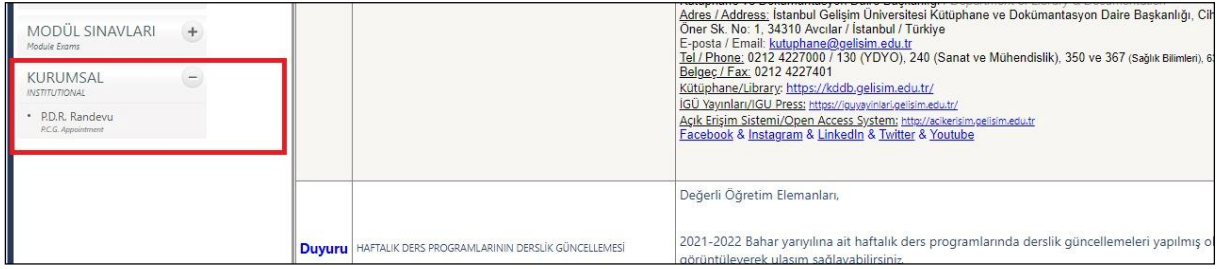 MODÜL SINAVLARI
Module Exams
KURUMSAL
INSTITUTIONAL
• P.D.R. Randevu
P.C.G. Appointment
Adres / Address: İstanbul Gelişim Üniversitesi Kütüphane ve Dokümantasyon Daire Başkanlığı,
Öner Sk. No: 1, 34310 Avcılar / İstanbul / Türkiye
E-posta / Email: kutuphane@gelisim.edu.tr
Tel / Phone: 0212 4227000 / 130 (YDYO), 240 (Sanat ve Mühendislik), 350 ve 367 (Sağlık Bilimleri),
Belgeç / Fax: 0212 4227401
Kütüphane/Library: https://kddb.gelisim.edu.tr/
İGÜ Yayınları/IGU Press: https://iguyayinlari.gelisim.edu.tr/
Açık Erişim Sistemi/Open Access System: http://acikerisim.gelisim.edu.tr
Facebook & Instagram & LinkedIn & Twitter & Youtube
Duyuru
HAFTALIK DERS PROGRAMLARININ DERSLİK GÜNCELLEMESİ
Değerli Öğretim Elemanları,
2021-2022 Bahar yarıyılına ait haftalık ders programlarında derslik güncellemeleri yapılmış
görüntüleyerek ulaşım sağlayabilirsiniz.